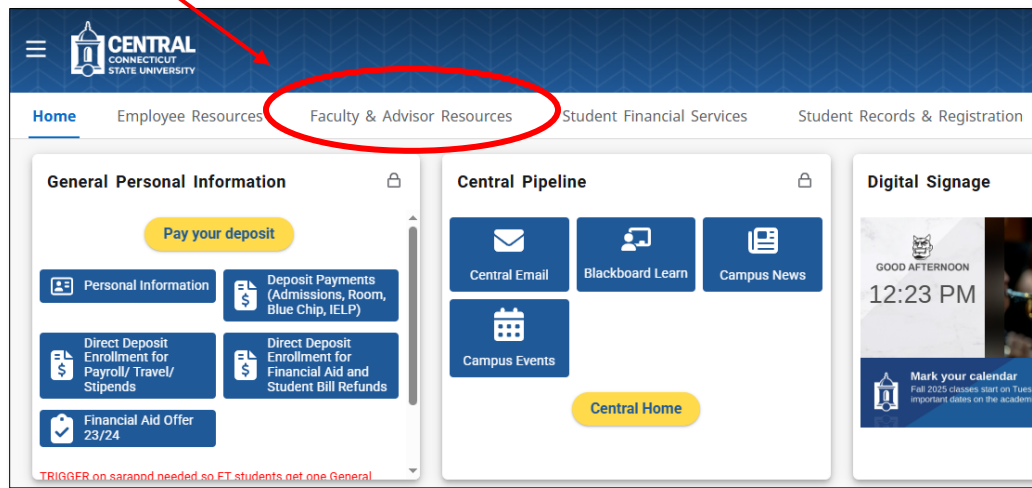 CENTRAL
CONNECTICUT
STATE UNIVERSITY
Home
Employee Resources
Faculty & Advisor Resources
Student Financial Services
Student Records & Registration
General Personal Information
Pay your deposit
Personal Information
Deposit Payments
(Admissions, Room,
Blue Chip, IELP)
Direct Deposit
Enrollment for
Payroll/ Travel/
Stipends
Direct Deposit
Enrollment for
Financial Aid and
Student Bill Refunds
Financial Aid Offer
23/24
TRIGGER on sarappd needed so FT students get one General
Central Pipeline
Central Email
Blackboard Learn
Campus News
Campus Events
Central Home
Digital Signage
GOOD AFTERNOON
12:23 PM
Mark your calendar
Fall 2025 classes start on Tues
important dates on the academ